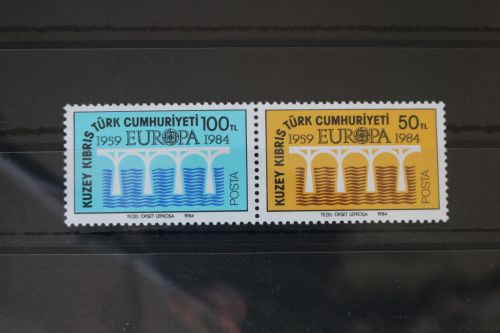 KUZEY KIBRIS TÜRK CUMHURİYETİ 100TL
1959 EUROPA 1984
POSTA
TEZEL OFSET LEFKOŞA 1984
KUZEY KIBRIS TÜRK CUMHURİYETİ 50TL
1959 EUROPA 1984
POSTA
TEZEL OFSET LEFKOŞA 1984